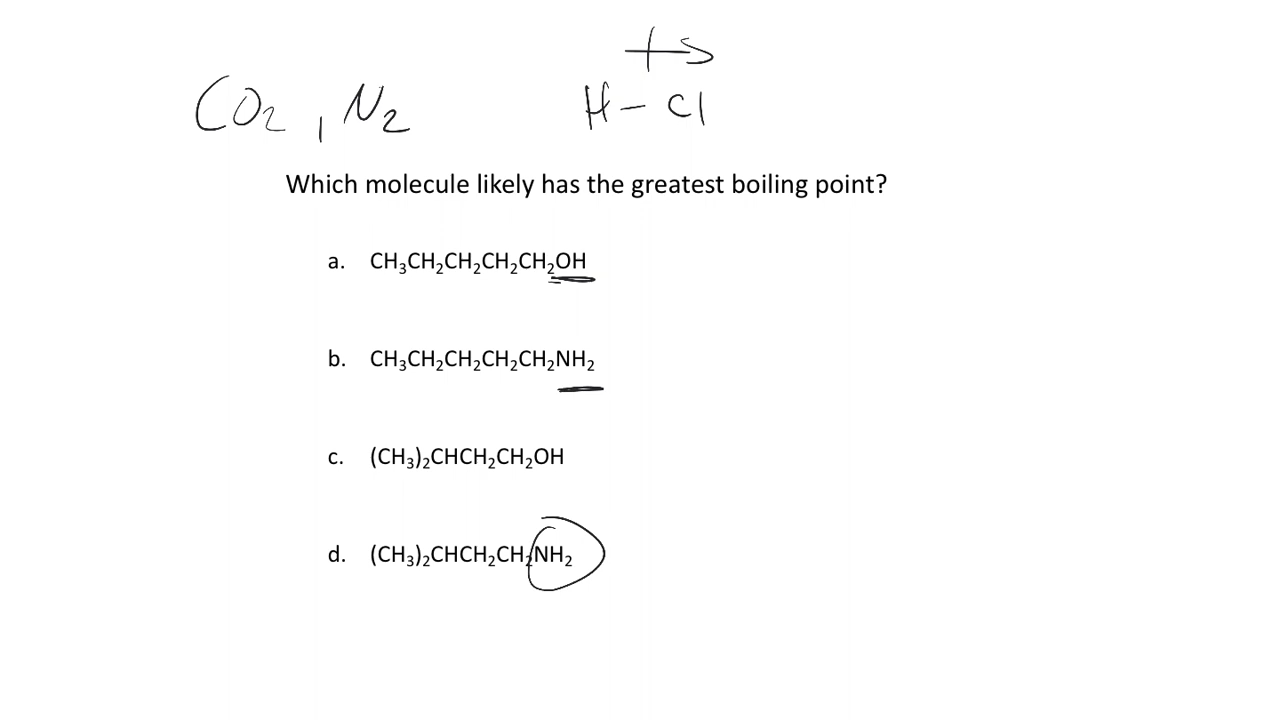 CO₂, N₂ H–Cl
Which molecule likely has the greatest boiling point?
a. CH₃CH₂CH₂CH₂CH₂OH
b. CH₃CH₂CH₂CH₂CH₂NH₂
c. (CH₃)₂CHCH₂CH₂OH
d. (CH₃)₂CHCH₂CH₂NH₂